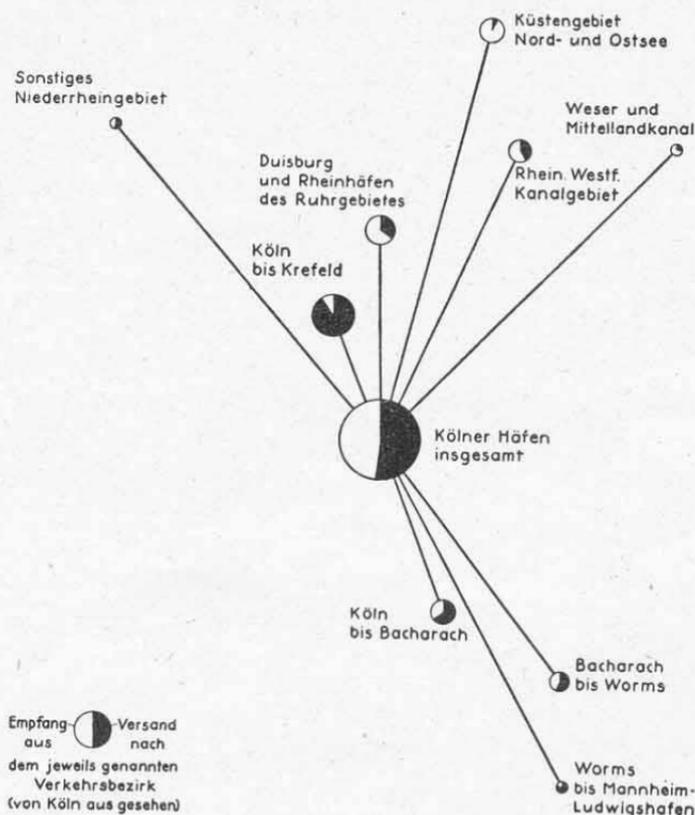 Küstengebiet
Nord- und Ostsee
Sonstiges
Niederrheingebiet
Weser und
Mittellandkanal
Duisburg
und Rheinhäfen
des Ruhrgebietes
Rhein. Westf.
Kanalgebiet
Köln
bis Krefeld
Kölner Häfen
insgesamt
Köln
bis Bacharach
Bacharach
bis Worms
Empfang Versand
aus nach
dem jeweils genannten
Verkehrsbezirk
(von Köln aus gesehen)
Worms
bis Mannheim-
Ludwigshafen